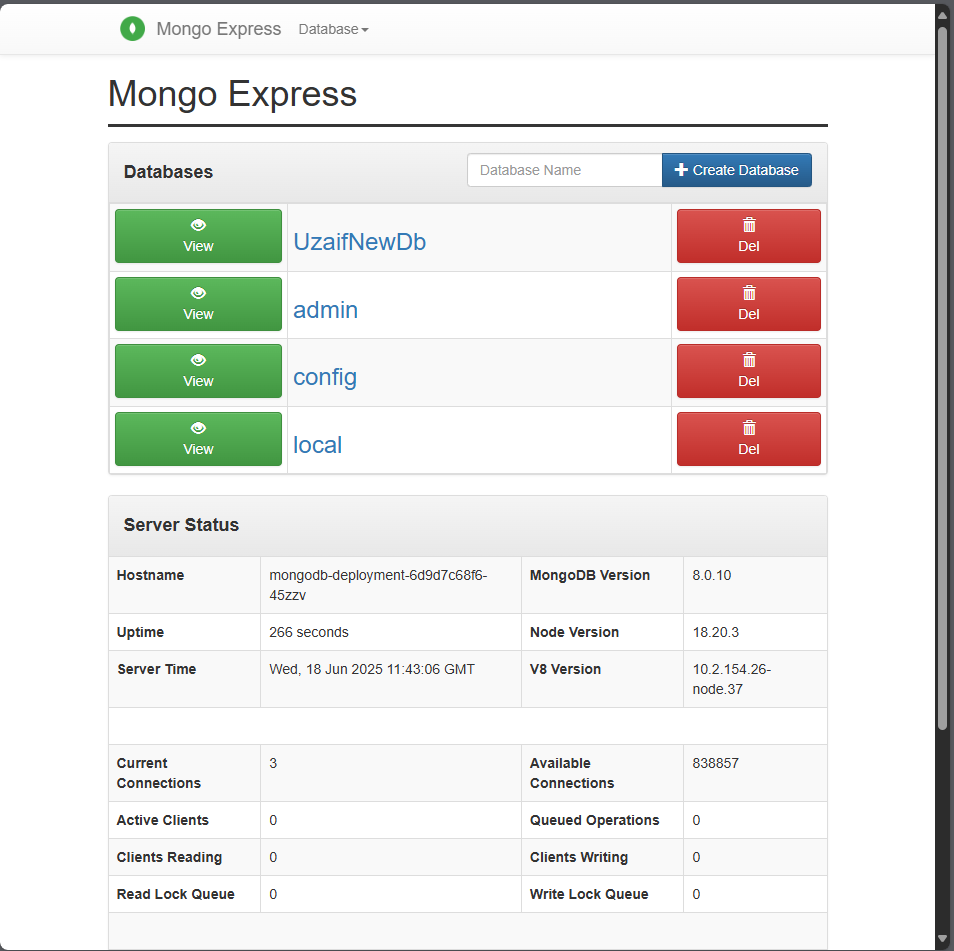 Mongo Express Database
Mongo Express
Databases Database Name Create Database
View UzaifNewDb Del
View admin Del
View config Del
View local Del
Server Status
Hostname mongodb-deployment-6d9d7c68f6-45zzv MongoDB Version 8.0.10
Uptime 266 seconds Node Version 18.20.3
Server Time Wed, 18 Jun 2025 11:43:06 GMT V8 Version 10.2.154.26-node.37
Current Connections 3 Available Connections 838857
Active Clients 0 Queued Operations 0
Clients Reading 0 Clients Writing 0
Read Lock Queue 0 Write Lock Queue 0